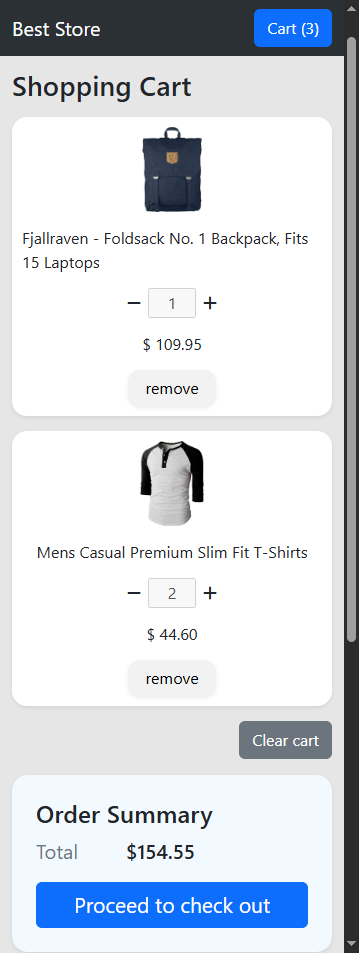 Best Store
Cart (3)
Shopping Cart
Fjallraven - Foldsack No. 1 Backpack, Fits
15 Laptops
− 1 +
$ 109.95
remove
Mens Casual Premium Slim Fit T-Shirts
− 2 +
$ 44.60
remove
Clear cart
Order Summary
Total $154.55
Proceed to check out